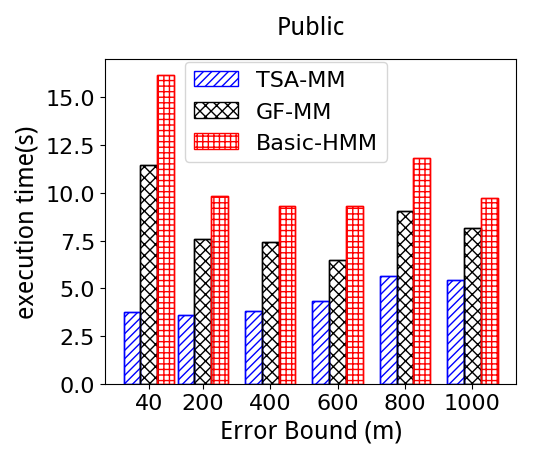 Public
TSA-MM
GF-MM
Basic-HMM
execution time(s)
15.0
12.5
10.0
7.5
5.0
2.5
0.0
40 200 400 600 800 1000
Error Bound (m)